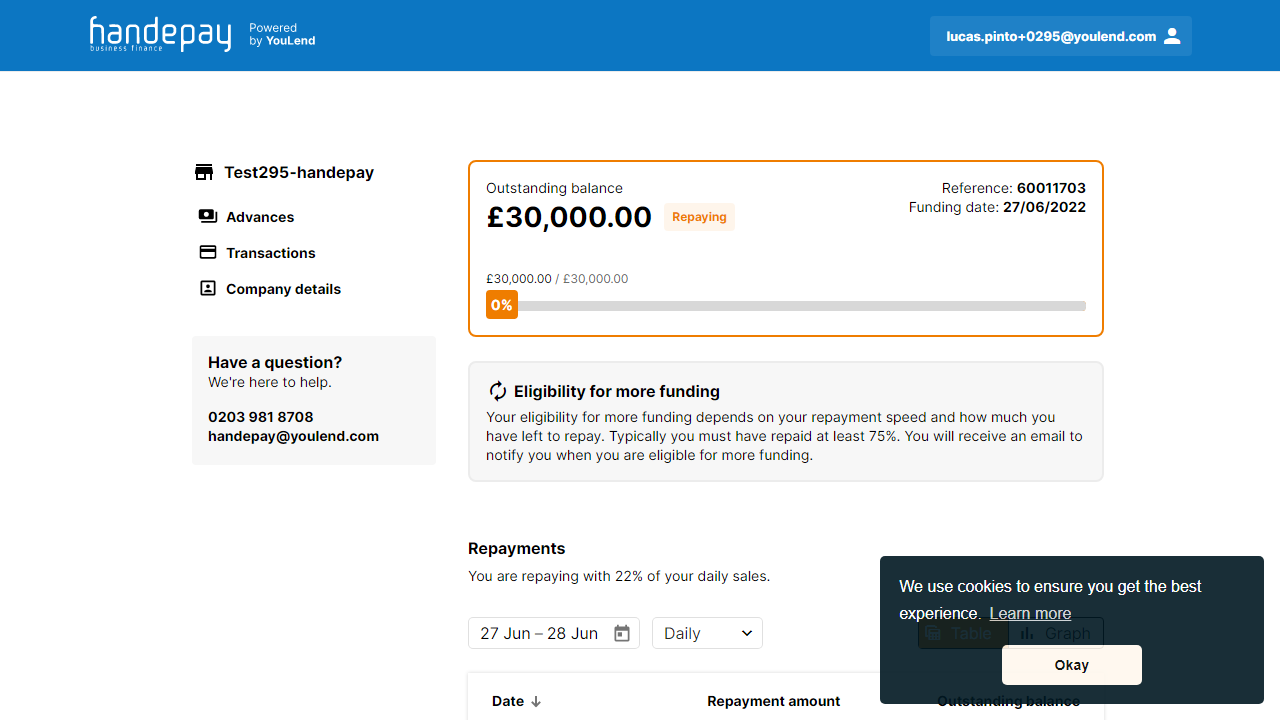 handepay
business finance
Powered
by YouLend
lucas.pinto+0295@youlend.com
Test295-handepay
Advances
Transactions
Company details
Have a question?
We're here to help.
0203 981 8708
handepay@youlend.com
Outstanding balance
£30,000.00 Repaying
Reference: 60011703
Funding date: 27/06/2022
£30,000.00 / £30,000.00
0%
Eligibility for more funding
Your eligibility for more funding depends on your repayment speed and how much you
have left to repay. Typically you must have repaid at least 75%. You will receive an email to
notify you when you are eligible for more funding.
Repayments
You are repaying with 22% of your daily sales.
27 Jun – 28 Jun
Daily
Table
Graph
Date
Repayment amount
Outstanding balance
We use cookies to ensure you get the best
experience. Learn more
Okay